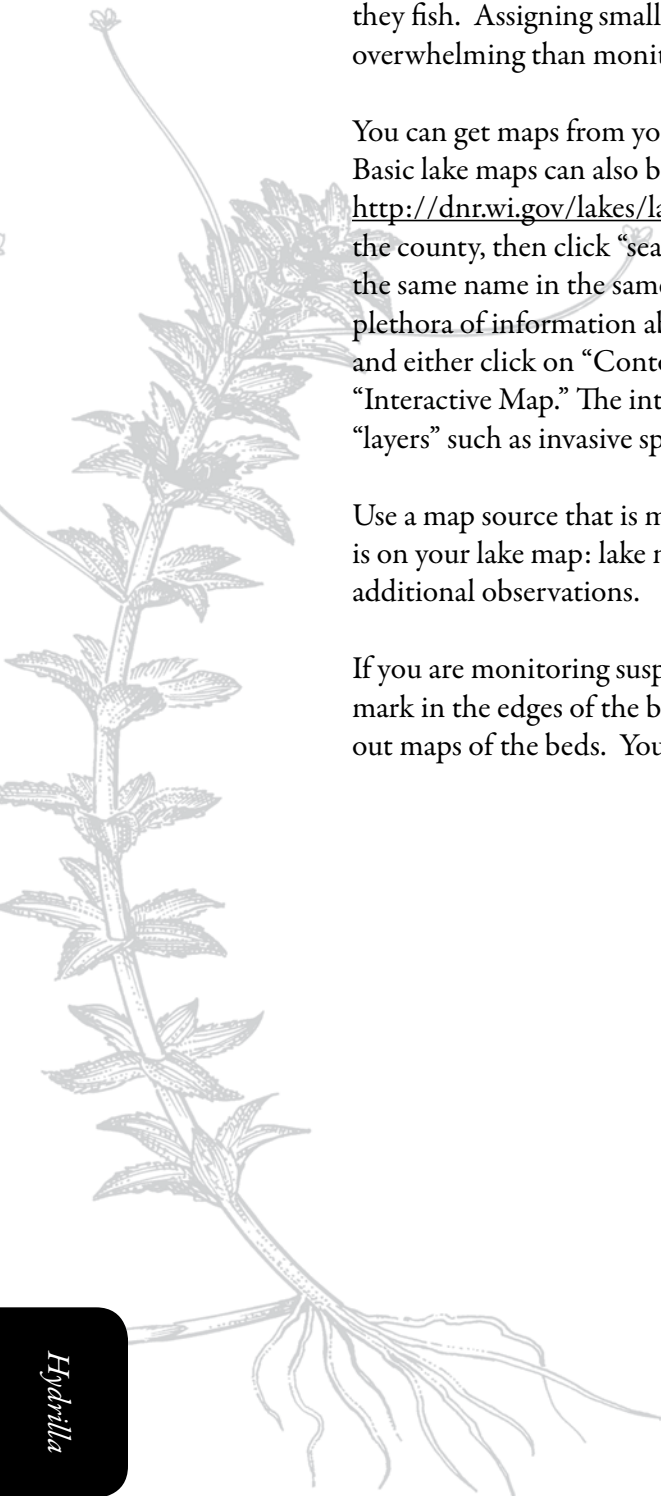 they fish.  Assigning small
overwhelming than monit
You can get maps from yo
Basic lake maps can also b
http://dnr.wi.gov/lakes/la
the county, then click “sea
the same name in the same
plethora of information ab
and either click on “Conto
“Interactive Map.” The int
“layers” such as invasive sp
Use a map source that is m
is on your lake map: lake n
additional observations.
If you are monitoring susp
mark in the edges of the b
out maps of the beds.  You
Hydrilla